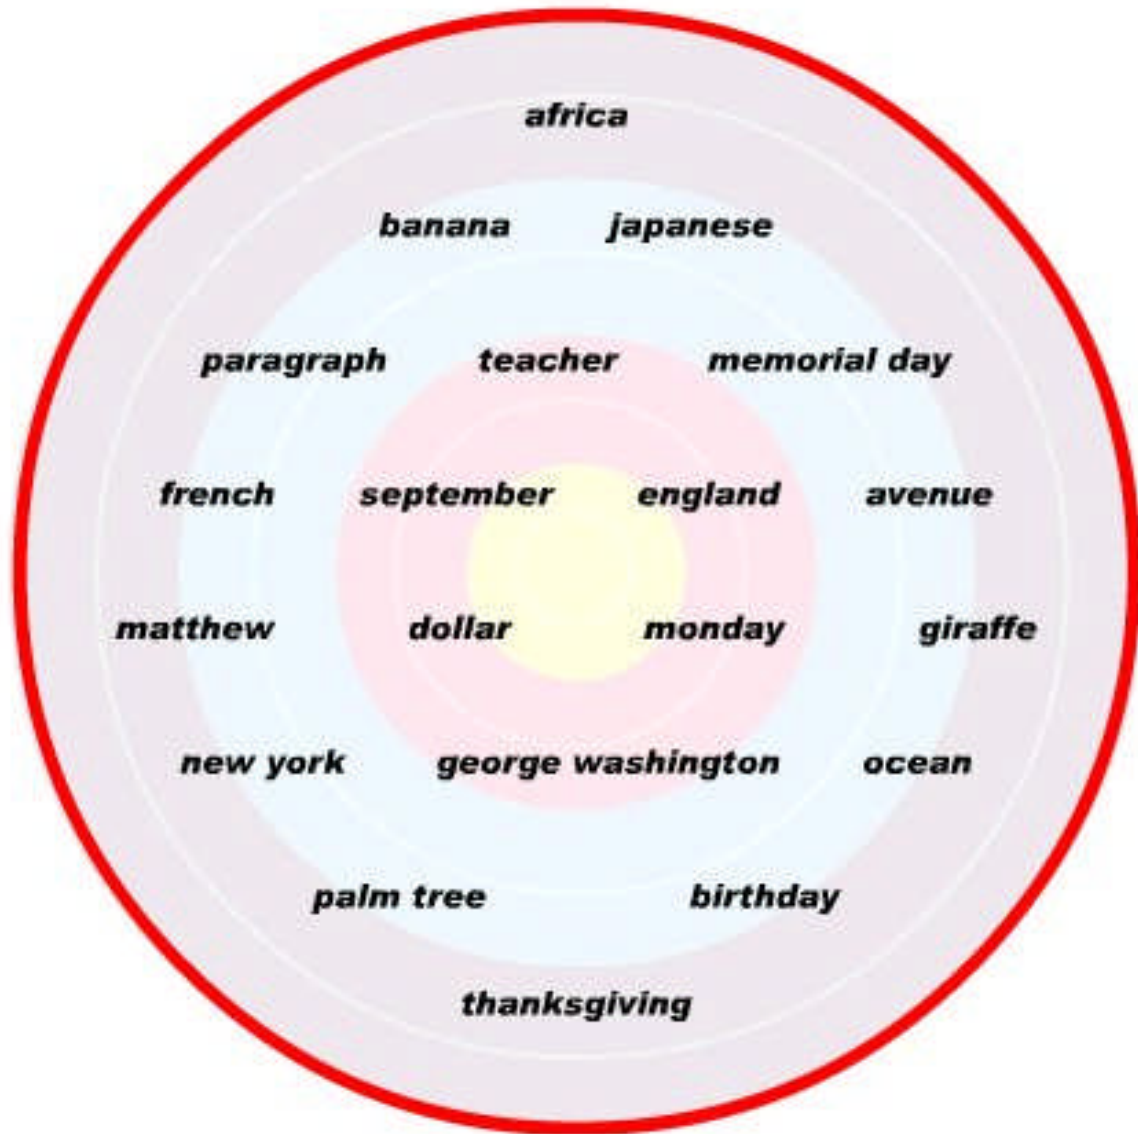 africa
banana japanese
paragraph teacher memorial day
french september england avenue
matthew dollar monday giraffe
new york george washington ocean
palm tree birthday
thanksgiving